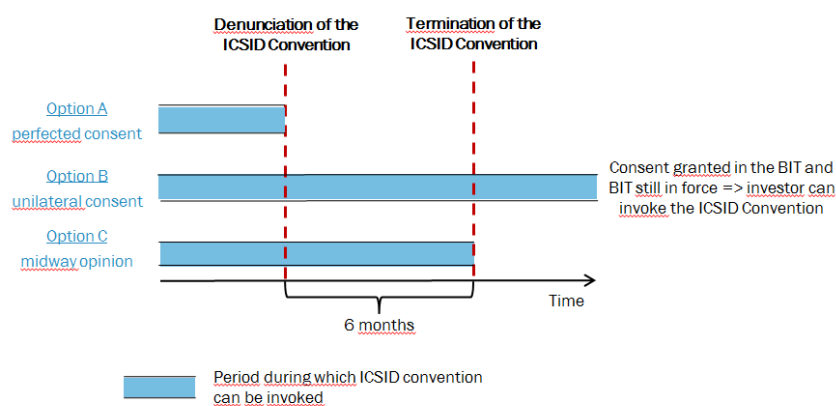 Denunciation of the
ICSID Convention
Termination of the
ICSID Convention
Option A
perfected consent
Option B
unilateral consent
Consent granted in the BIT and
BIT still in force => investor can
invoke the ICSID Convention
Option C
midway opinion
Time
6 months
Period during which ICSID convention
can be invoked